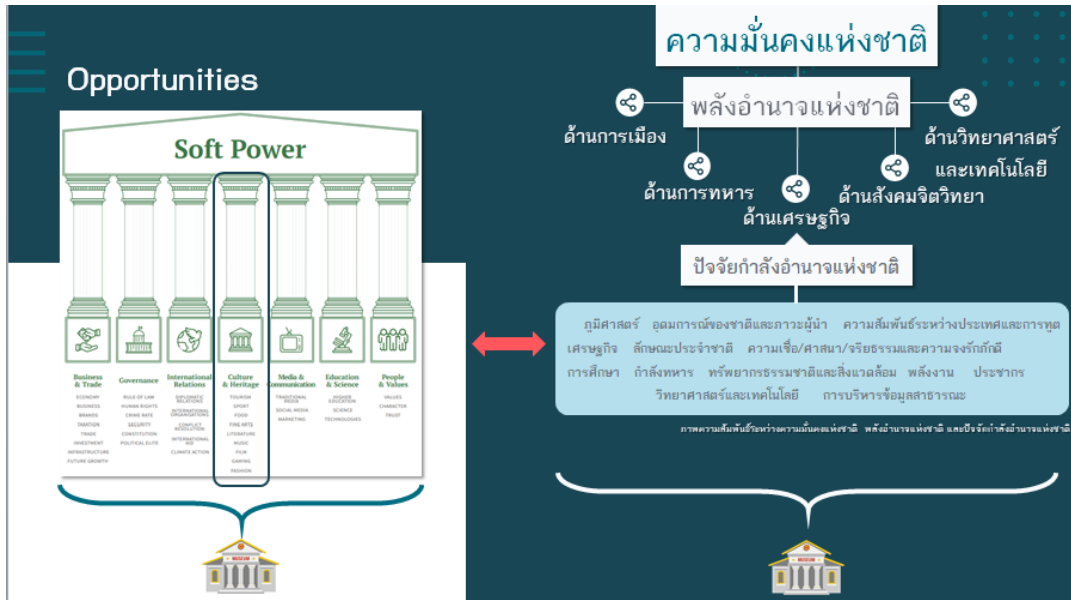 Opportunities
Soft Power
Business & Trade
ECONOMY
BUSINESS
BRANDS
TAXATION
TRADE
INVESTMENT
INFRASTRUCTURE
FUTURE GROWTH
Governance
RULE OF LAW
HUMAN RIGHTS
CRIME RATE
SECURITY
CONSTITUTION
POLITICAL ELITE
International Relations
DIPLOMATIC RELATIONS
INTERNATIONAL ORGANISATIONS
CONFLICT RESOLUTION
INTERNATIONAL AID
CLIMATE ACTION
Culture & Heritage
TOURISM
SPORT
FOOD
FINE ARTS
LITERATURE
MUSIC
FILM
GAMING
FASHION
Media & Communication
TRADITIONAL MEDIA
SOCIAL MEDIA
MARKETING
Education & Science
HIGHER EDUCATION
SCIENCE
TECHNOLOGIES
People & Values
VALUES
CHARACTER
TRUST
MUSEUM
ความมั่นคงแห่งชาติ
พลังอำนาจแห่งชาติ
ด้านการเมือง
ด้านการทหาร
ด้านเศรษฐกิจ
ด้านสังคมจิตวิทยา
ด้านวิทยาศาสตร์
และเทคโนโลยี
ปัจจัยกำลังอำนาจแห่งชาติ
ภูมิศาสตร์ อุดมการณ์ของชาติและภาวะผู้นำ ความสัมพันธ์ระหว่างประเทศและการทูต
เศรษฐกิจ ลักษณะประจำชาติ ความเชื่อ/ศาสนา/จริยธรรมและความจงรักภักดี
การศึกษา กำลังทหาร ทรัพยากรธรรมชาติและสิ่งแวดล้อม พลังงาน ประชากร
วิทยาศาสตร์และเทคโนโลยี การบริหารข้อมูลสาธารณะ
ภาพความสัมพันธ์ระหว่างความมั่นคงแห่งชาติ พลังอำนาจแห่งชาติ และปัจจัยกำลังอำนาจแห่งชาติ
MUSEUM